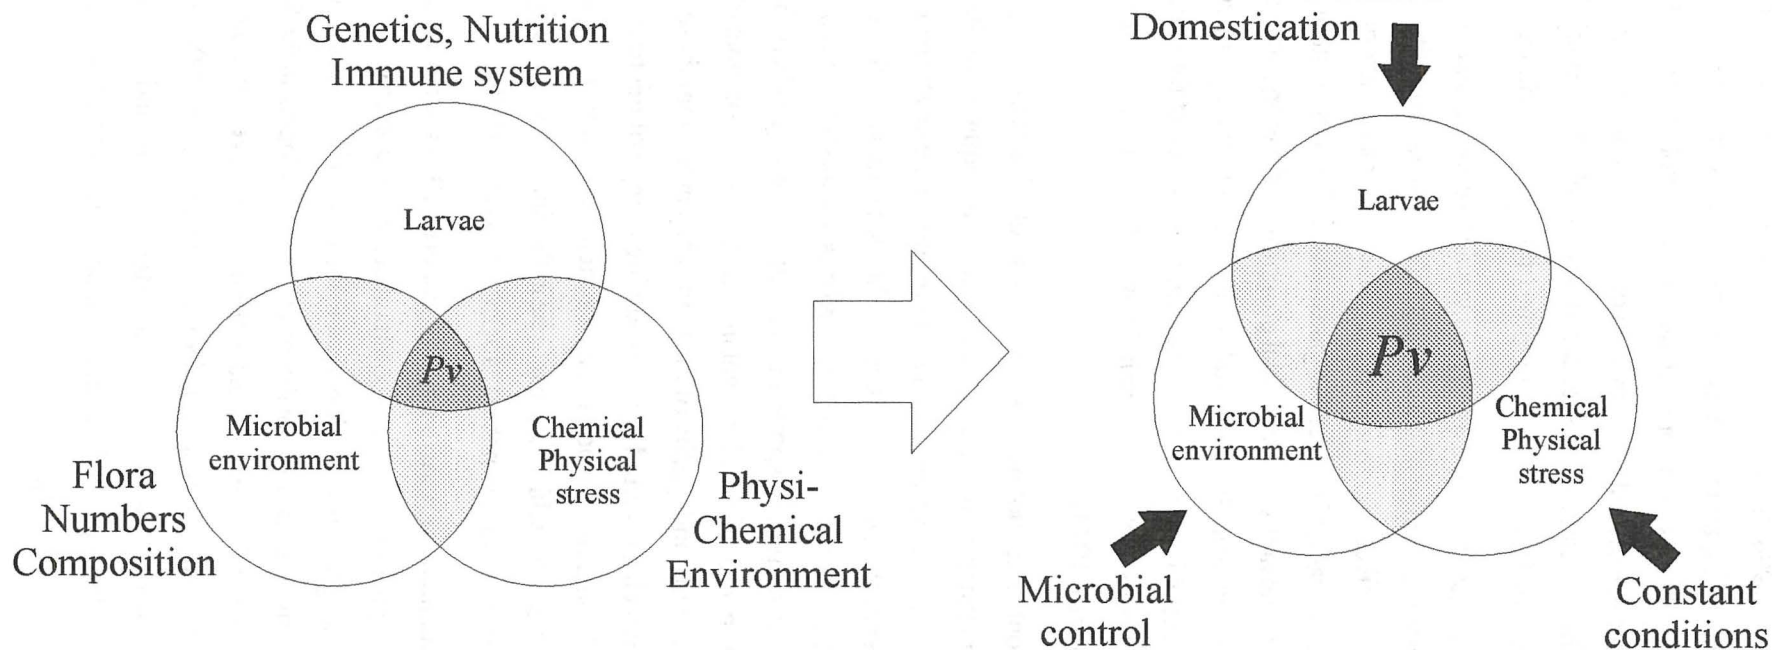 Genetics, Nutrition
Immune system
Larvae
Pv
Microbial
environment
Chemical
Physical
stress
Flora
Numbers
Composition
Physi-
Chemical
Environment
Domestication
Larvae
Pv
Microbial
environment
Chemical
Physical
stress
Microbial
control
Constant
conditions